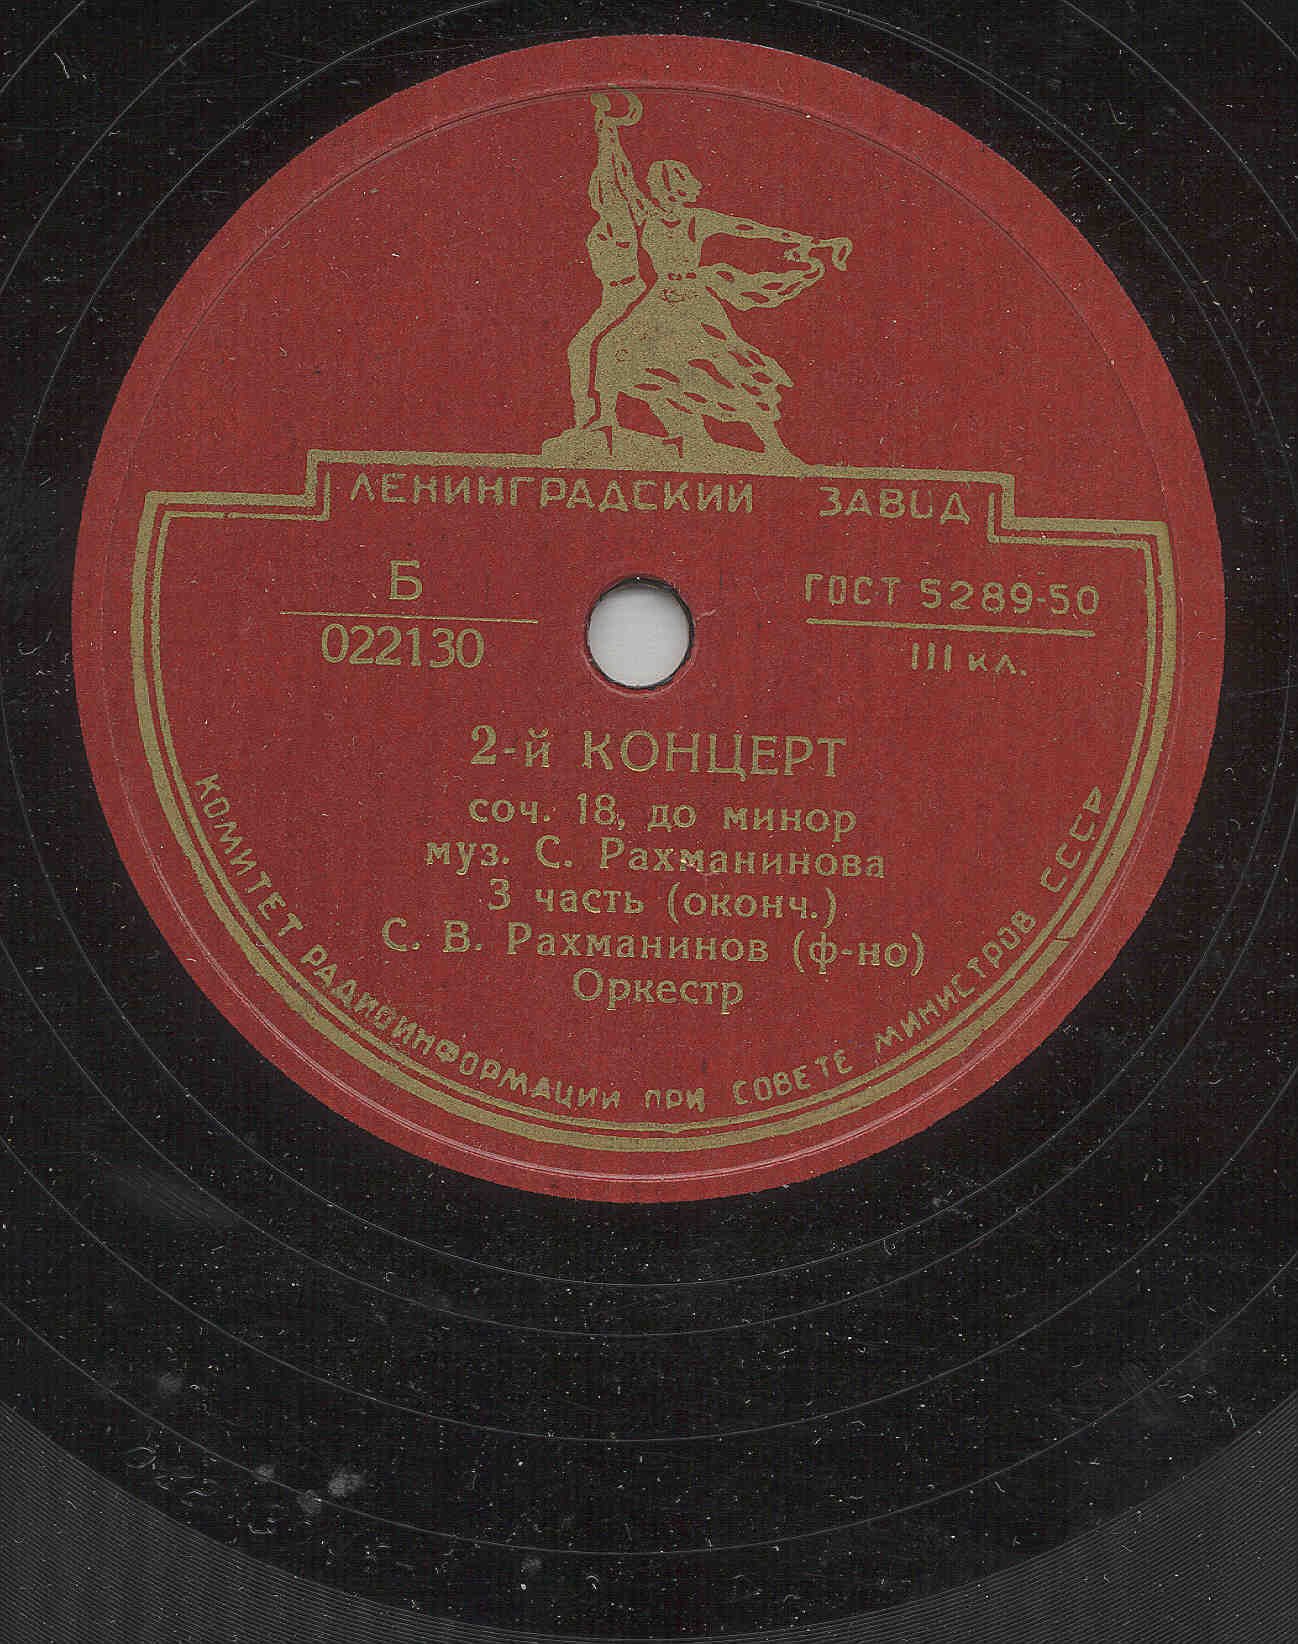 ЛЕНИНГРАДСКИЙ ЗАВОД
Б
022130
ГОСТ 5289-50
III кл.
2-й КОНЦЕРТ
соч. 18, до минор
муз. С. Рахманинова
3 часть (оконч.)
С. В. Рахманинов (ф-но)
Оркестр
КОМИТЕТ РАДИОИНФОРМАЦИИ ПРИ СОВЕТЕ МИНИСТРОВ СССР